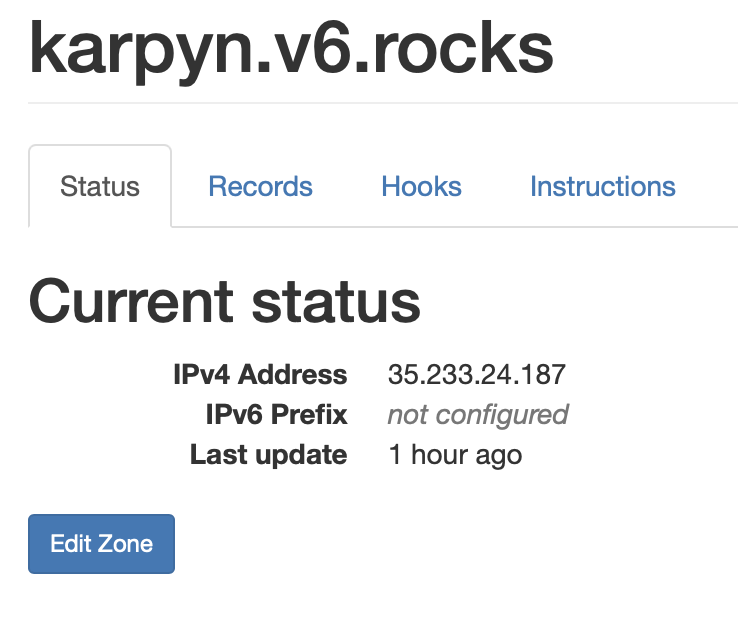 karpyn.v6.rocks
Status Records Hooks Instructions
Current status
IPv4 Address 35.233.24.187
IPv6 Prefix not configured
Last update 1 hour ago
Edit Zone